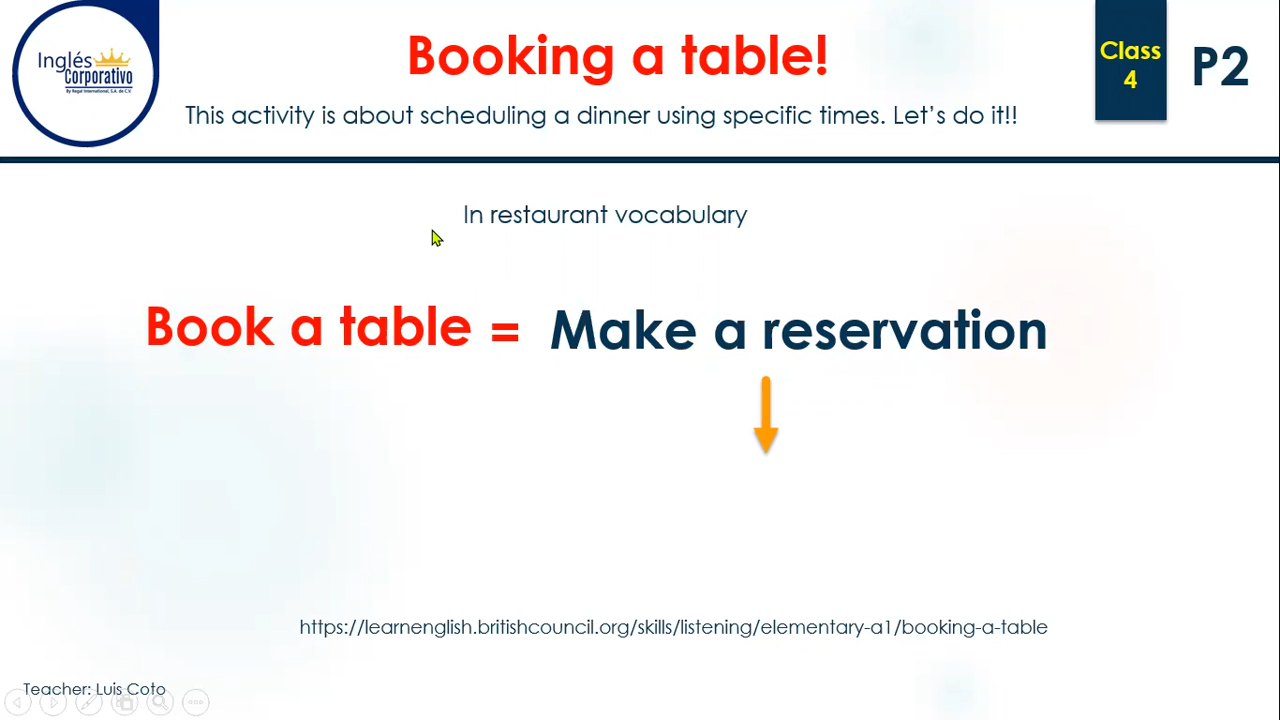 Inglés
Corporativo
By Regal International, S.A. de C.V
Booking a table!
This activity is about scheduling a dinner using specific times. Let’s do it!!
Class
4
P2
In restaurant vocabulary
Book a table = Make a reservation
https://learnenglish.britishcouncil.org/skills/listening/elementary-a1/booking-a-table
Teacher: Luis Coto